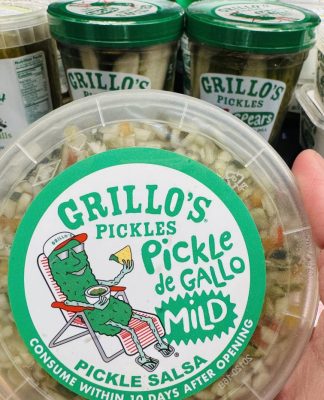 GRILLO'S
PICKLES
GRILLO'S
PICKLES
Spears
GRILLO'S
PICKLES
Pickle
de GALLO
MiLD
PICKLE SALSA
CONSUME WITHIN 10 DAYS AFTER OPENING